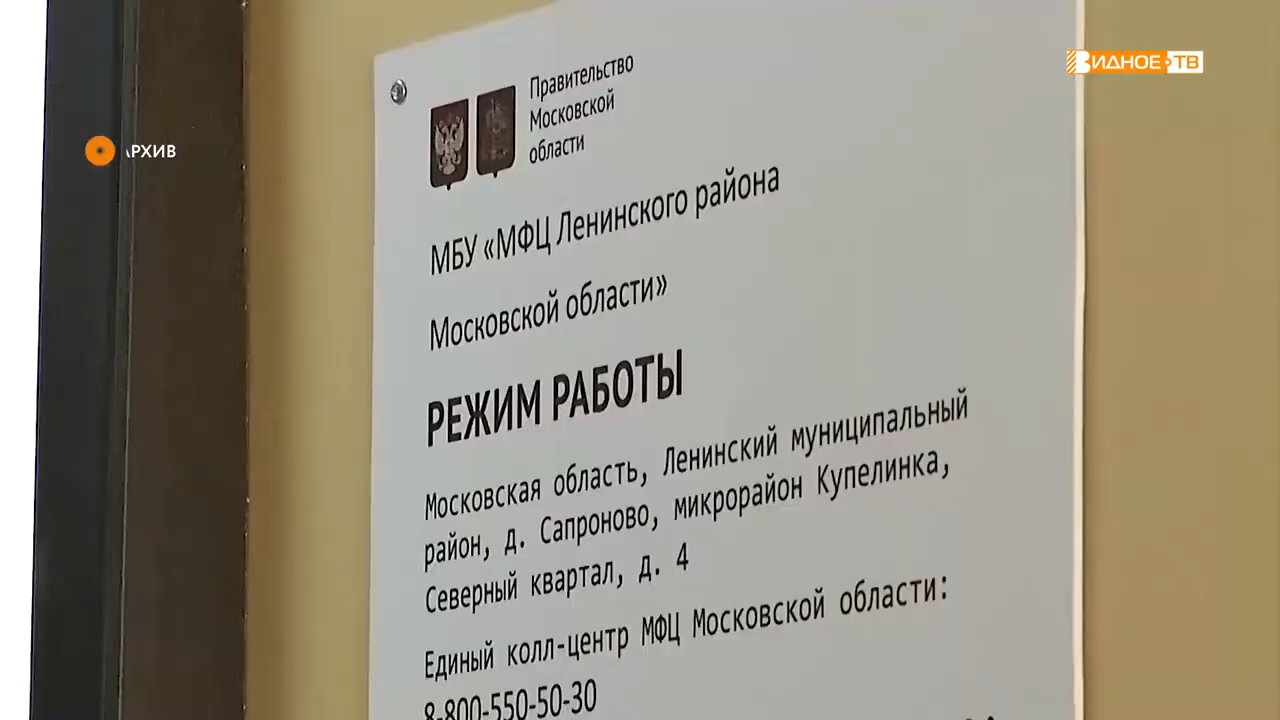 ВИДНОЕ ТВ
АРХИВ
Правительство
Московской
области
МБУ «МФЦ Ленинского района
Московской области»
РЕЖИМ РАБОТЫ
Московская область, Ленинский муниципальный
район, д. Сапроново, микрорайон Купелинка,
Северный квартал, д. 4
Единый колл-центр МФЦ Московской области:
8-800-550-50-30